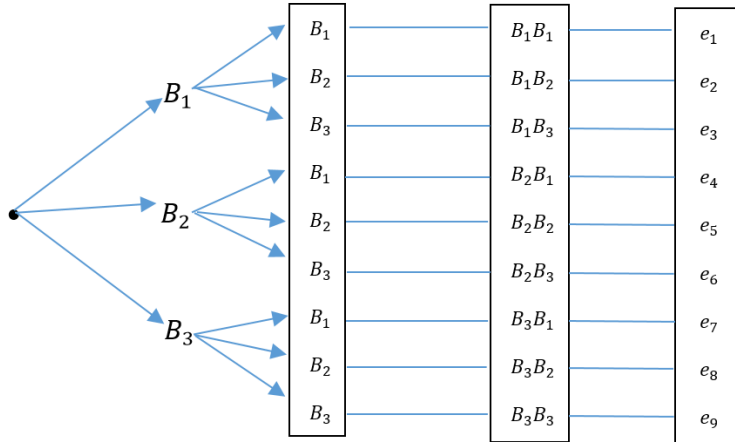 B₁ B₁B₁ e₁
B₂ B₁B₂ e₂
B₁
B₃ B₁B₃ e₃
B₁ B₂B₁ e₄
B₂
B₂ B₂B₂ e₅
B₃ B₂B₃ e₆
B₁ B₃B₁ e₇
B₃
B₂ B₃B₂ e₈
B₃ B₃B₃ e₉